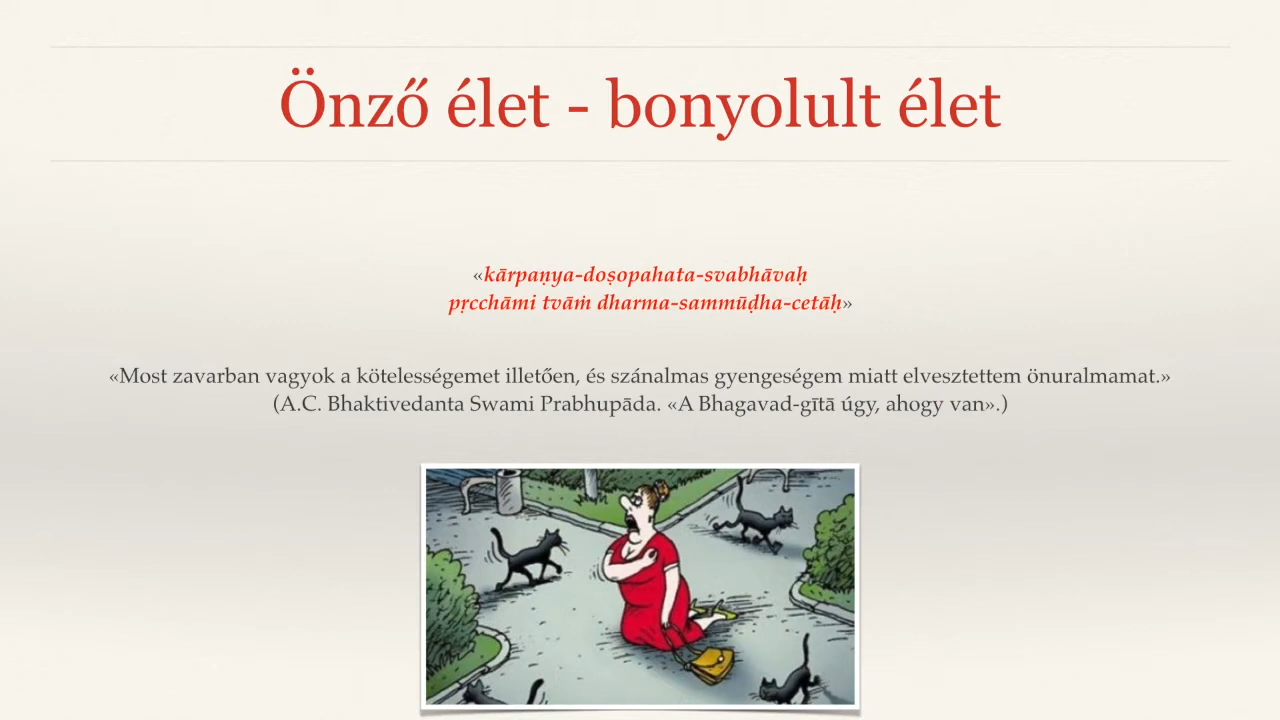 Önző élet - bonyolult élet
«kārpaṇya-doṣopahata-svabhāvaḥ
pṛcchāmi tvāṁ dharma-sammūḍha-cetāḥ»
«Most zavarban vagyok a kötelességemet illetően, és szánalmas gyengeségem miatt elvesztettem önuralmamat.»
(A.C. Bhaktivedanta Swami Prabhupāda. «A Bhagavad-gītā úgy, ahogy van».)